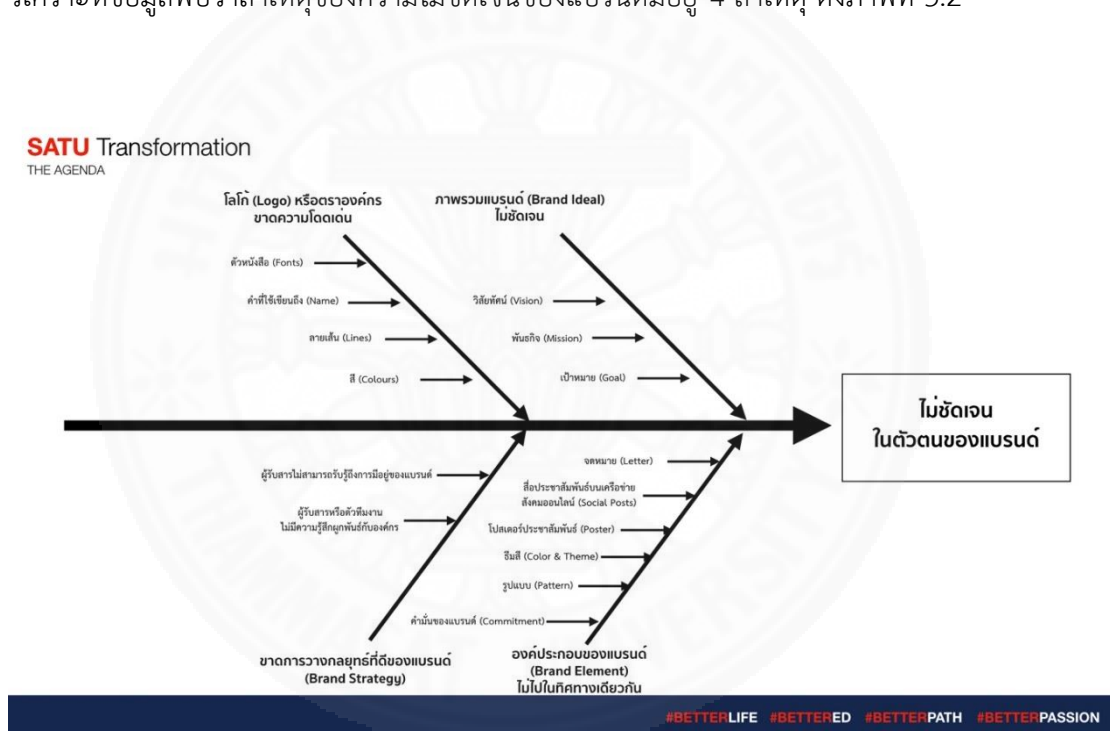 SATU Transformation
THE AGENDA
โลโก้ (Logo) หรือตราองค์กร
ขาดความโดดเด่น
ตัวหนังสือ (Fonts)
คำที่ใช้เขียนถึง (Name)
ลายเส้น (Lines)
สี (Colours)
ภาพรวมแบรนด์ (Brand Ideal)
ไม่ชัดเจน
วิสัยทัศน์ (Vision)
พันธกิจ (Mission)
เป้าหมาย (Goal)
ไม่ชัดเจน
ในตัวตนของแบรนด์
ผู้รับสารไม่สามารถรับรู้ถึงการมีอยู่ของแบรนด์
ผู้รับสารหรือตัวทีมงาน
ไม่มีความรู้สึกผูกพันธ์กับองค์กร
ขาดการวางกลยุทธ์ที่ดีของแบรนด์
(Brand Strategy)
จดหมาย (Letter)
สื่อประชาสัมพันธ์บนเครือข่าย
สังคมออนไลน์ (Social Posts)
โปสเตอร์ประชาสัมพันธ์ (Poster)
ธีมสี (Color & Theme)
รูปแบบ (Pattern)
คำมั่นของแบรนด์ (Commitment)
องค์ประกอบของแบรนด์
(Brand Element)
ไม่ไปในทิศทางเดียวกัน
#BETTERLIFE #BETTERED #BETTERPATH #BETTERPASSION